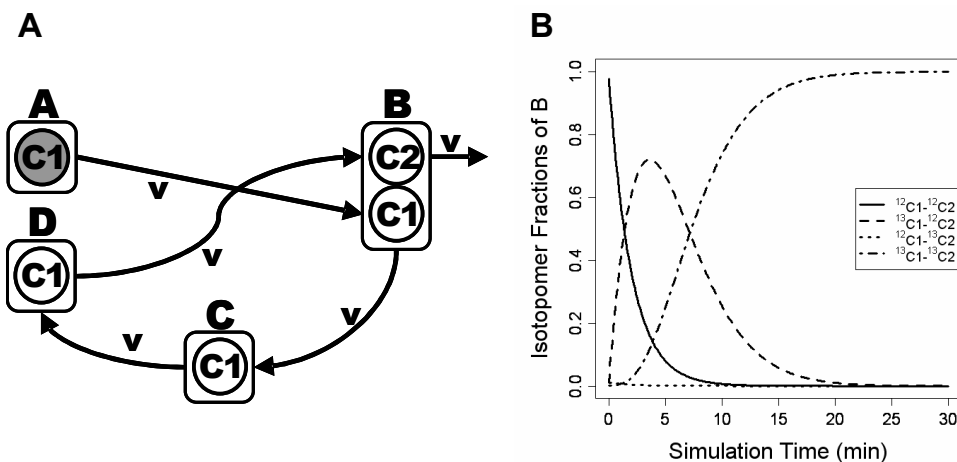 A
B
A
C1
D
C1
B
C2
C1
C
C1
v
v
v
v
v
Isotopomer Fractions of B
1.0
0.8
0.6
0.4
0.2
0.0
0
5
10
15
20
25
30
Simulation Time (min)
¹²C1-¹²C2
¹³C1-¹²C2
¹²C1-¹³C2
¹³C1-¹³C2